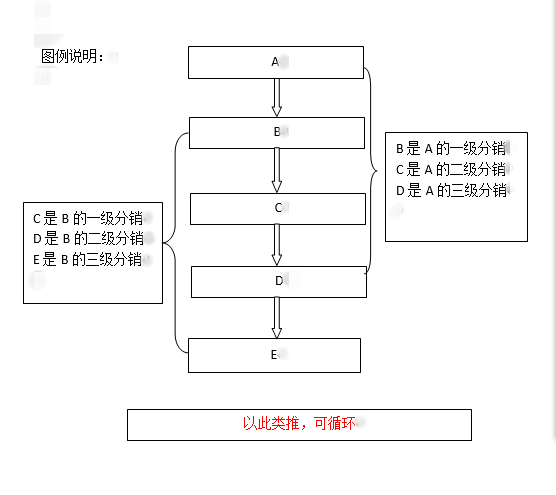 图例说明：
A
B
B 是 A 的一级分销
C 是 A 的二级分销
D 是 A 的三级分销
C
C 是 B 的一级分销
D 是 B 的二级分销
E 是 B 的三级分销
D
E
以此类推，可循环